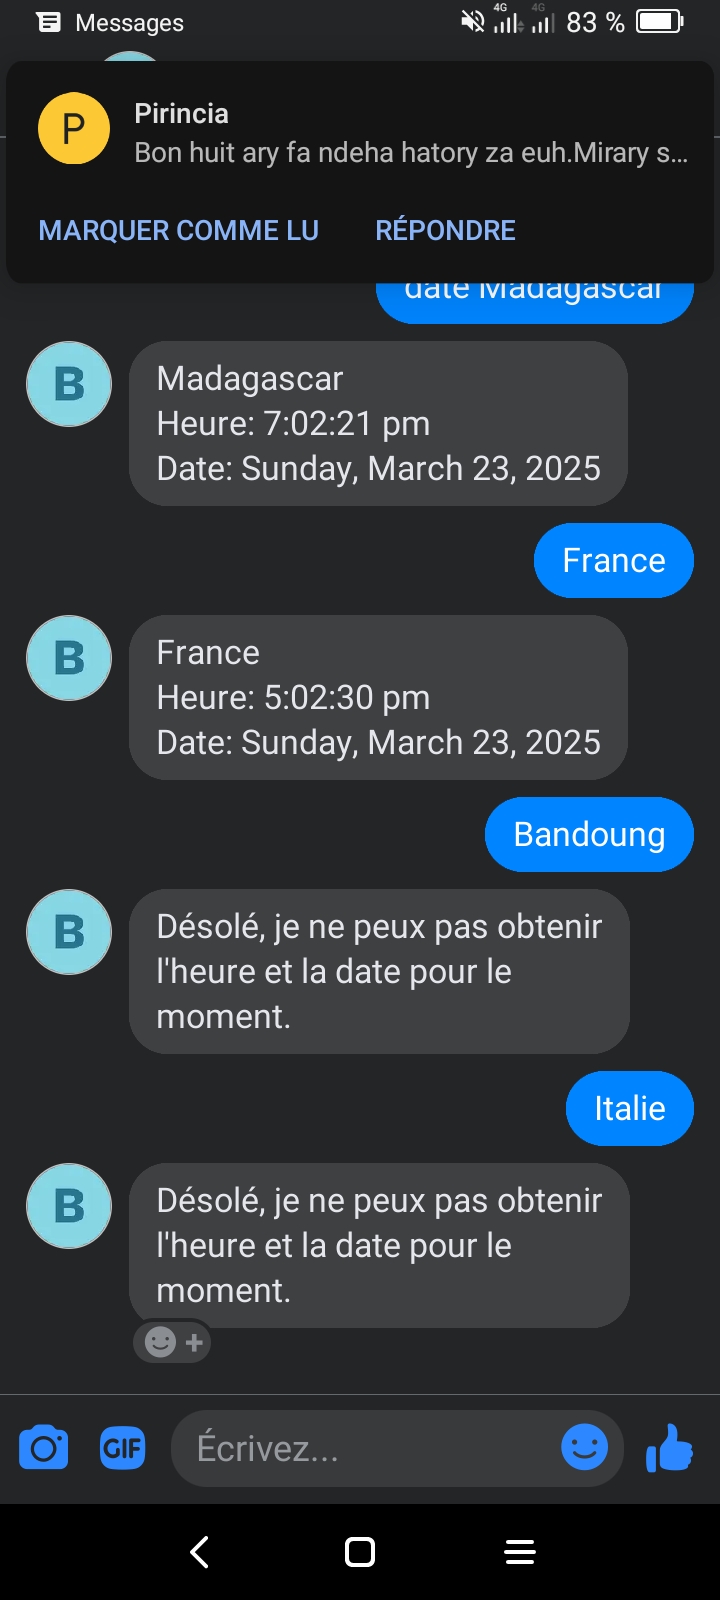 Messages
4G 4G 83 %
P
Pirincia
Bon huit ary fa ndeha hatory za euh.Mirary s...
MARQUER COMME LU RÉPONDRE
date Madagascar
B
Madagascar
Heure: 7:02:21 pm
Date: Sunday, March 23, 2025
France
B
France
Heure: 5:02:30 pm
Date: Sunday, March 23, 2025
Bandoung
B
Désolé, je ne peux pas obtenir
l'heure et la date pour le
moment.
Italie
B
Désolé, je ne peux pas obtenir
l'heure et la date pour le
moment.
GIF
Écrivez...